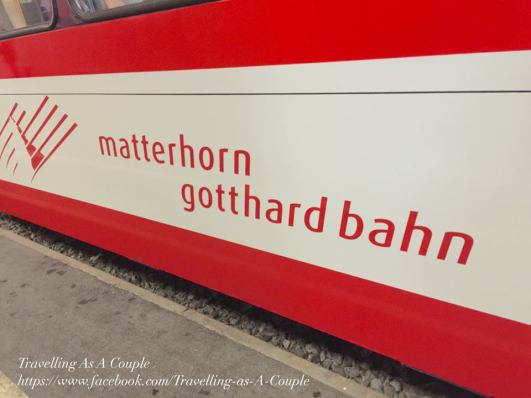 matterhorn
gotthard bahn
Travelling As A Couple
https://www.facebook.com/Travelling-as-A-Couple